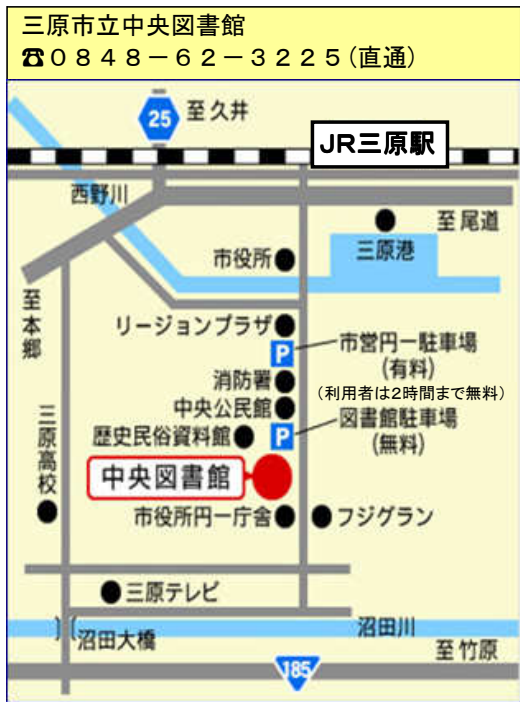 三原市立中央図書館
☎０８４８－６２－３２２５(直通)
25
至久井
JR三原駅
西野川
至尾道
三原港
市役所
至本郷
リージョンプラザ
P
市営円一駐車場
(有料)
(利用者は2時間まで無料)
消防署
中央公民館
図書館駐車場
(無料)
歴史民俗資料館
P
三原高校
中央図書館
市役所円一庁舎
フジグラン
三原テレビ
沼田大橋
沼田川
至竹原
185